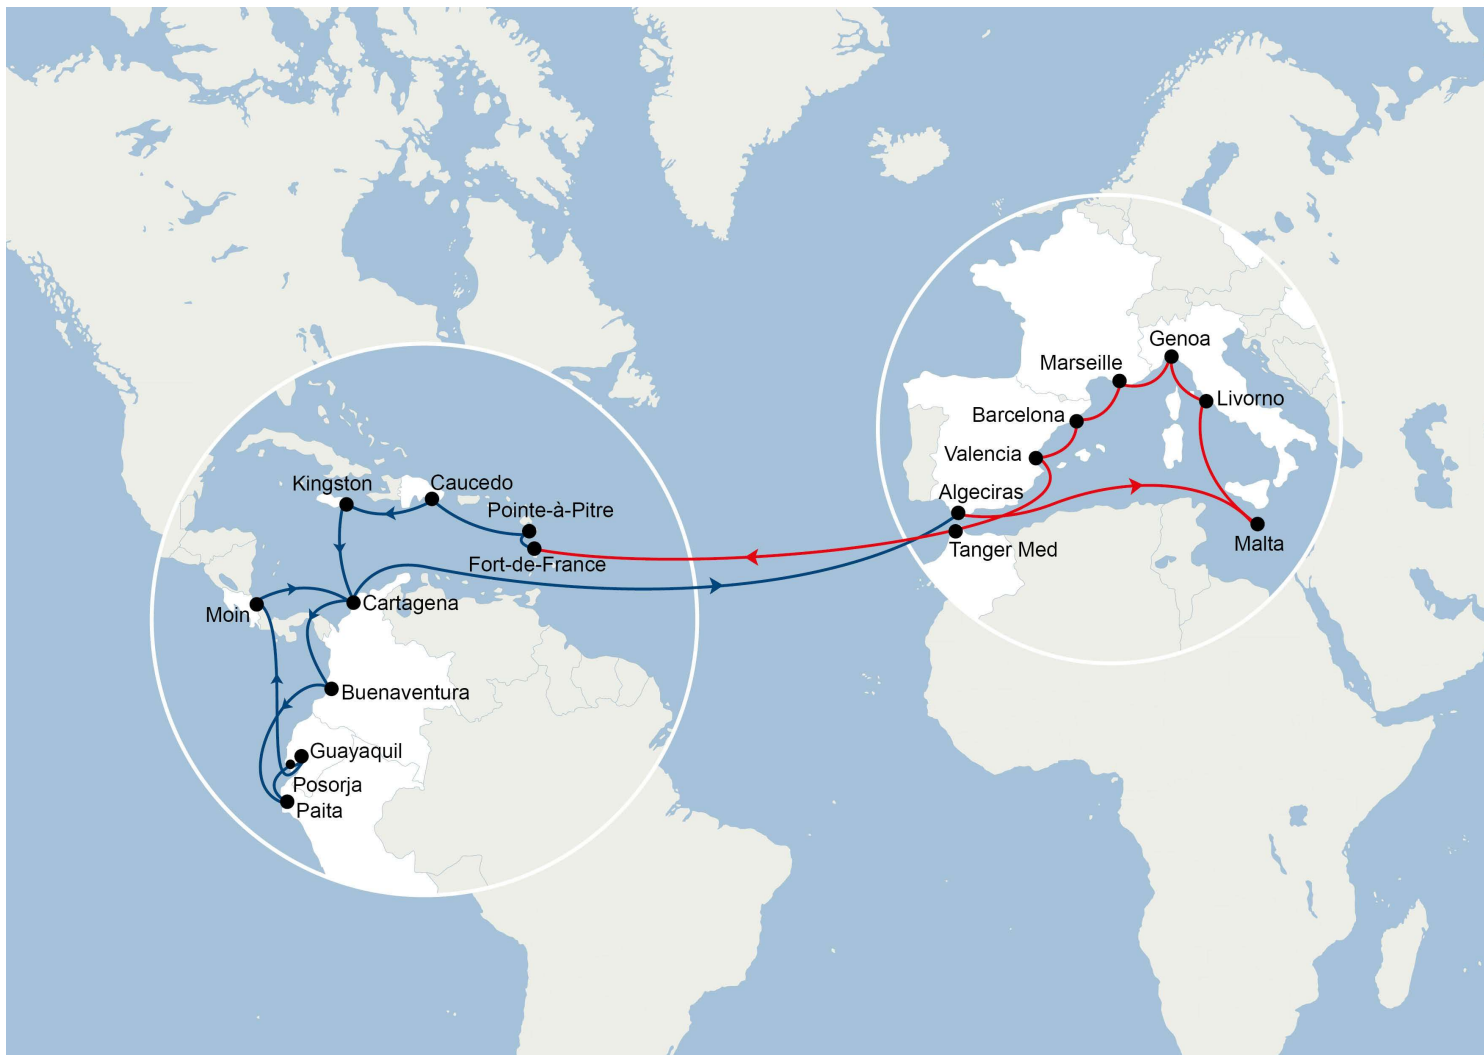 Genoa
Marseille
Livorno
Barcelona
Valencia
Kingston
Caucedo
Algeciras
Pointe-à-Pitre
Malta
Tanger Med
Fort-de-France
Cartagena
Moin
Buenaventura
Guayaquil
Posorja
Paita